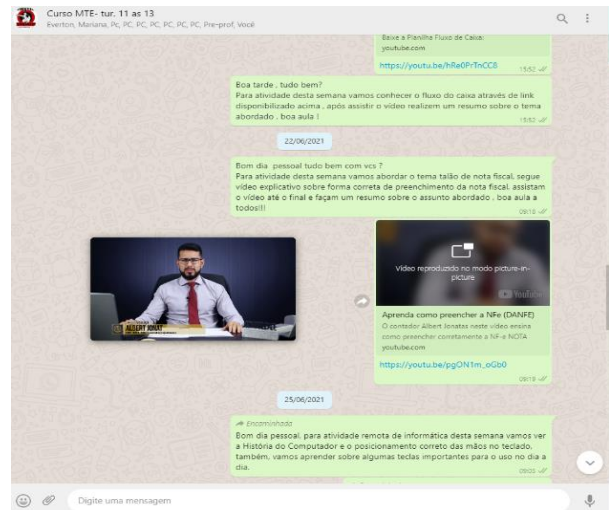 Curso MTE- tur. 11 as 13
Everton, Mariana, Pc, PC, PC, PC, PC, PC, PC, Pre-prof, Você
Baixe a Planilha Fluxo de Caixa:
youtube.com
15:52
Boa tarde , tudo bem?
Para atividade desta semana vamos conhecer o fluxo do caixa através de link
disponibilizado acima , após assistir o vídeo realizem um resumo sobre o tema
abordado , boa aula !
15:52
22/06/2021
Bom dia pessoal tudo bem com vcs ?
Para atividade desta semana vamos abordar o tema talão de nota fiscal, segue
vídeo explicativo sobre forma correta de preenchimento da nota fiscal, assistam
o vídeo até o final e façam um resumo sobre o assunto abordado , boa aula a
todos!!!
09:18
ALBERT JONAT
Vídeo reproduzido no modo picture-in-
picture
YouTube
Aprenda como preencher a NFe (DANFE)
O contador Albert Jonatas neste vídeo ensina
como preencher corretamente a NF-e NOTA
youtube.com
https://youtu.be/pgON1m_oGb0
09:18
25/06/2021
Encaminhada
Bom dia pessoal, para atividade remota de informática desta semana vamos ver
a História do Computador e o posicionamento correto das mãos no teclado,
também, vamos aprender sobre algumas teclas importantes para o uso no dia a
dia.
09:05
Digite uma mensagem